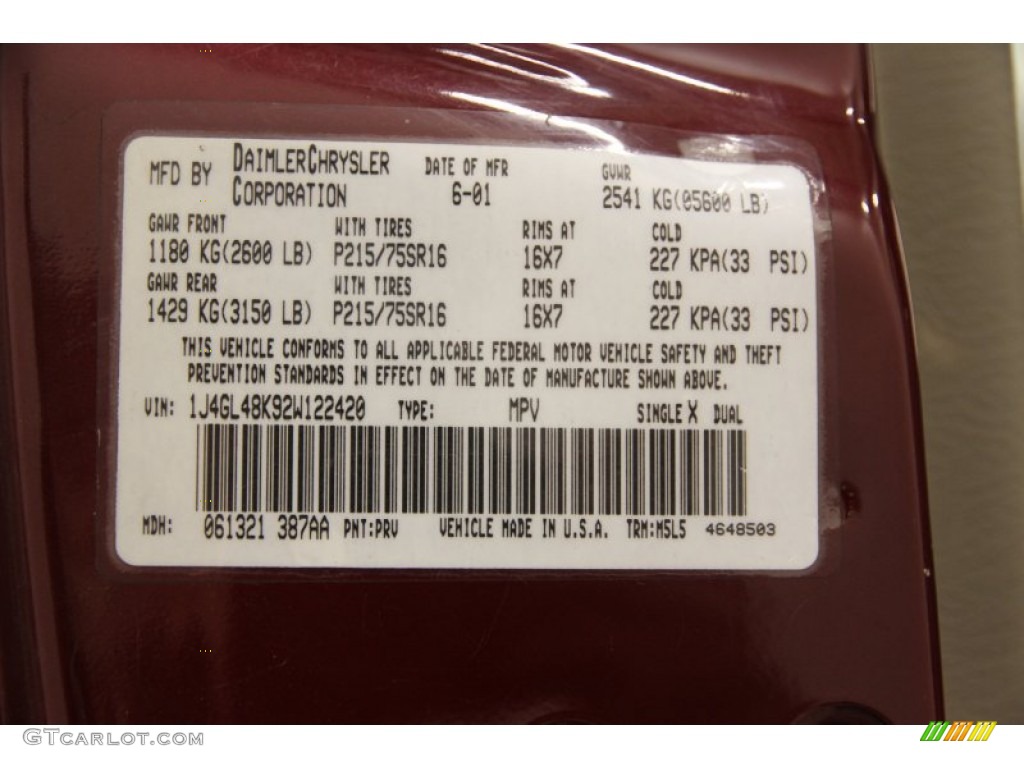 MFD BY DAIMLERCHRYSLER CORPORATION DATE OF MFR 6-01 GVWR 2541 KG(05600 LB)
GAWR FRONT WITH TIRES RIMS AT COLD
1180 KG(2600 LB) P215/75SR16 16X7 227 KPA(33 PSI)
GAWR REAR WITH TIRES RIMS AT COLD
1429 KG(3150 LB) P215/75SR16 16X7 227 KPA(33 PSI)
THIS VEHICLE CONFORMS TO ALL APPLICABLE FEDERAL MOTOR VEHICLE SAFETY AND THEFT
PREVENTION STANDARDS IN EFFECT ON THE DATE OF MANUFACTURE SHOWN ABOVE.
VIN: 1J4GL48K92W122420 TYPE: MPV SINGLE X DUAL
MDH: 061321 387AA PNT:PRV VEHICLE MADE IN U.S.A. TRM:M5L5 4648503
GTCARLOT.COM